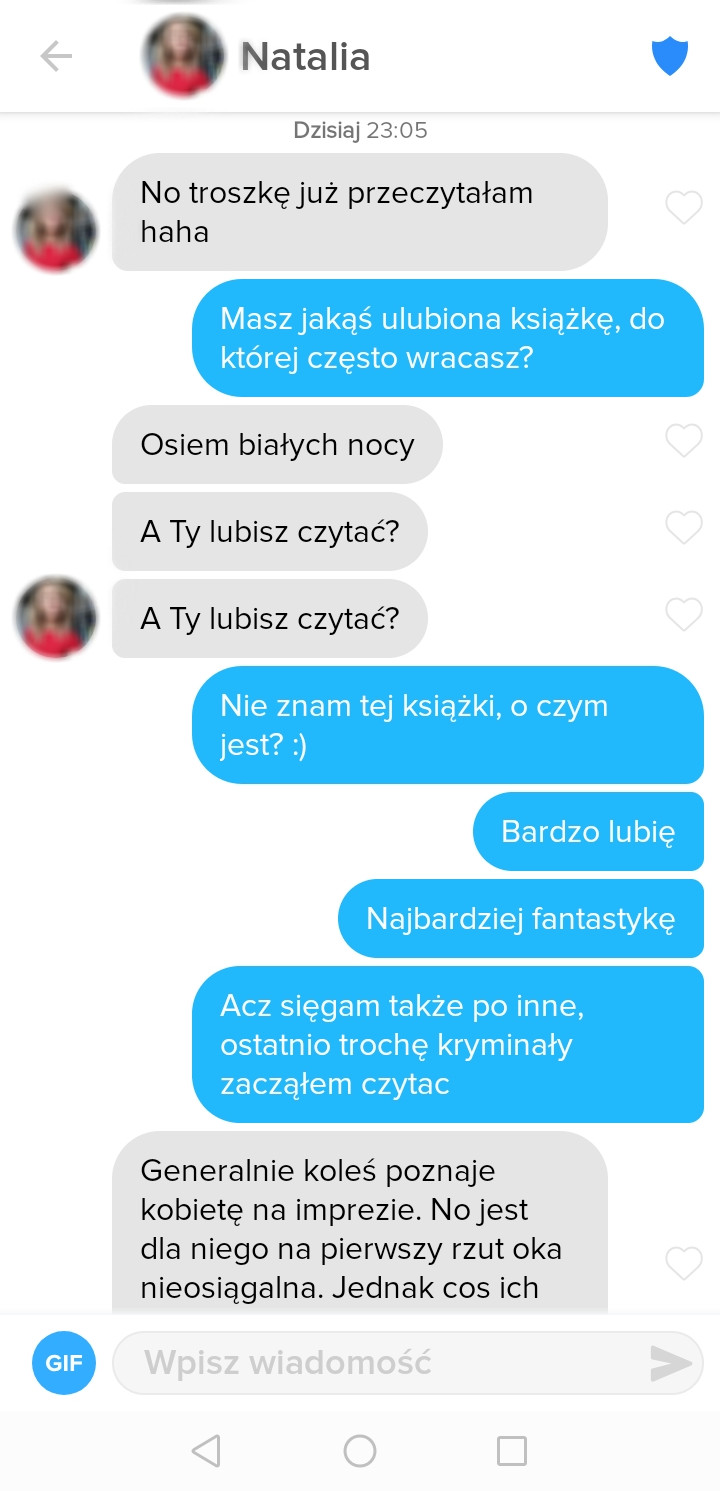 Natalia
Dzisiaj 23:05
No troszkę już przeczytałam
haha
Masz jakąś ulubiona książkę, do
której często wracasz?
Osiem białych nocy
A Ty lubisz czytać?
A Ty lubisz czytać?
Nie znam tej książki, o czym
jest? :)
Bardzo lubię
Najbardziej fantastykę
Acz sięgam także po inne,
ostatnio trochę kryminały
zacząłem czytac
Generalnie koleś poznaje
kobietę na imprezie. No jest
dla niego na pierwszy rzut oka
nieosiągalna. Jednak cos ich
GIF
Wpisz wiadomość